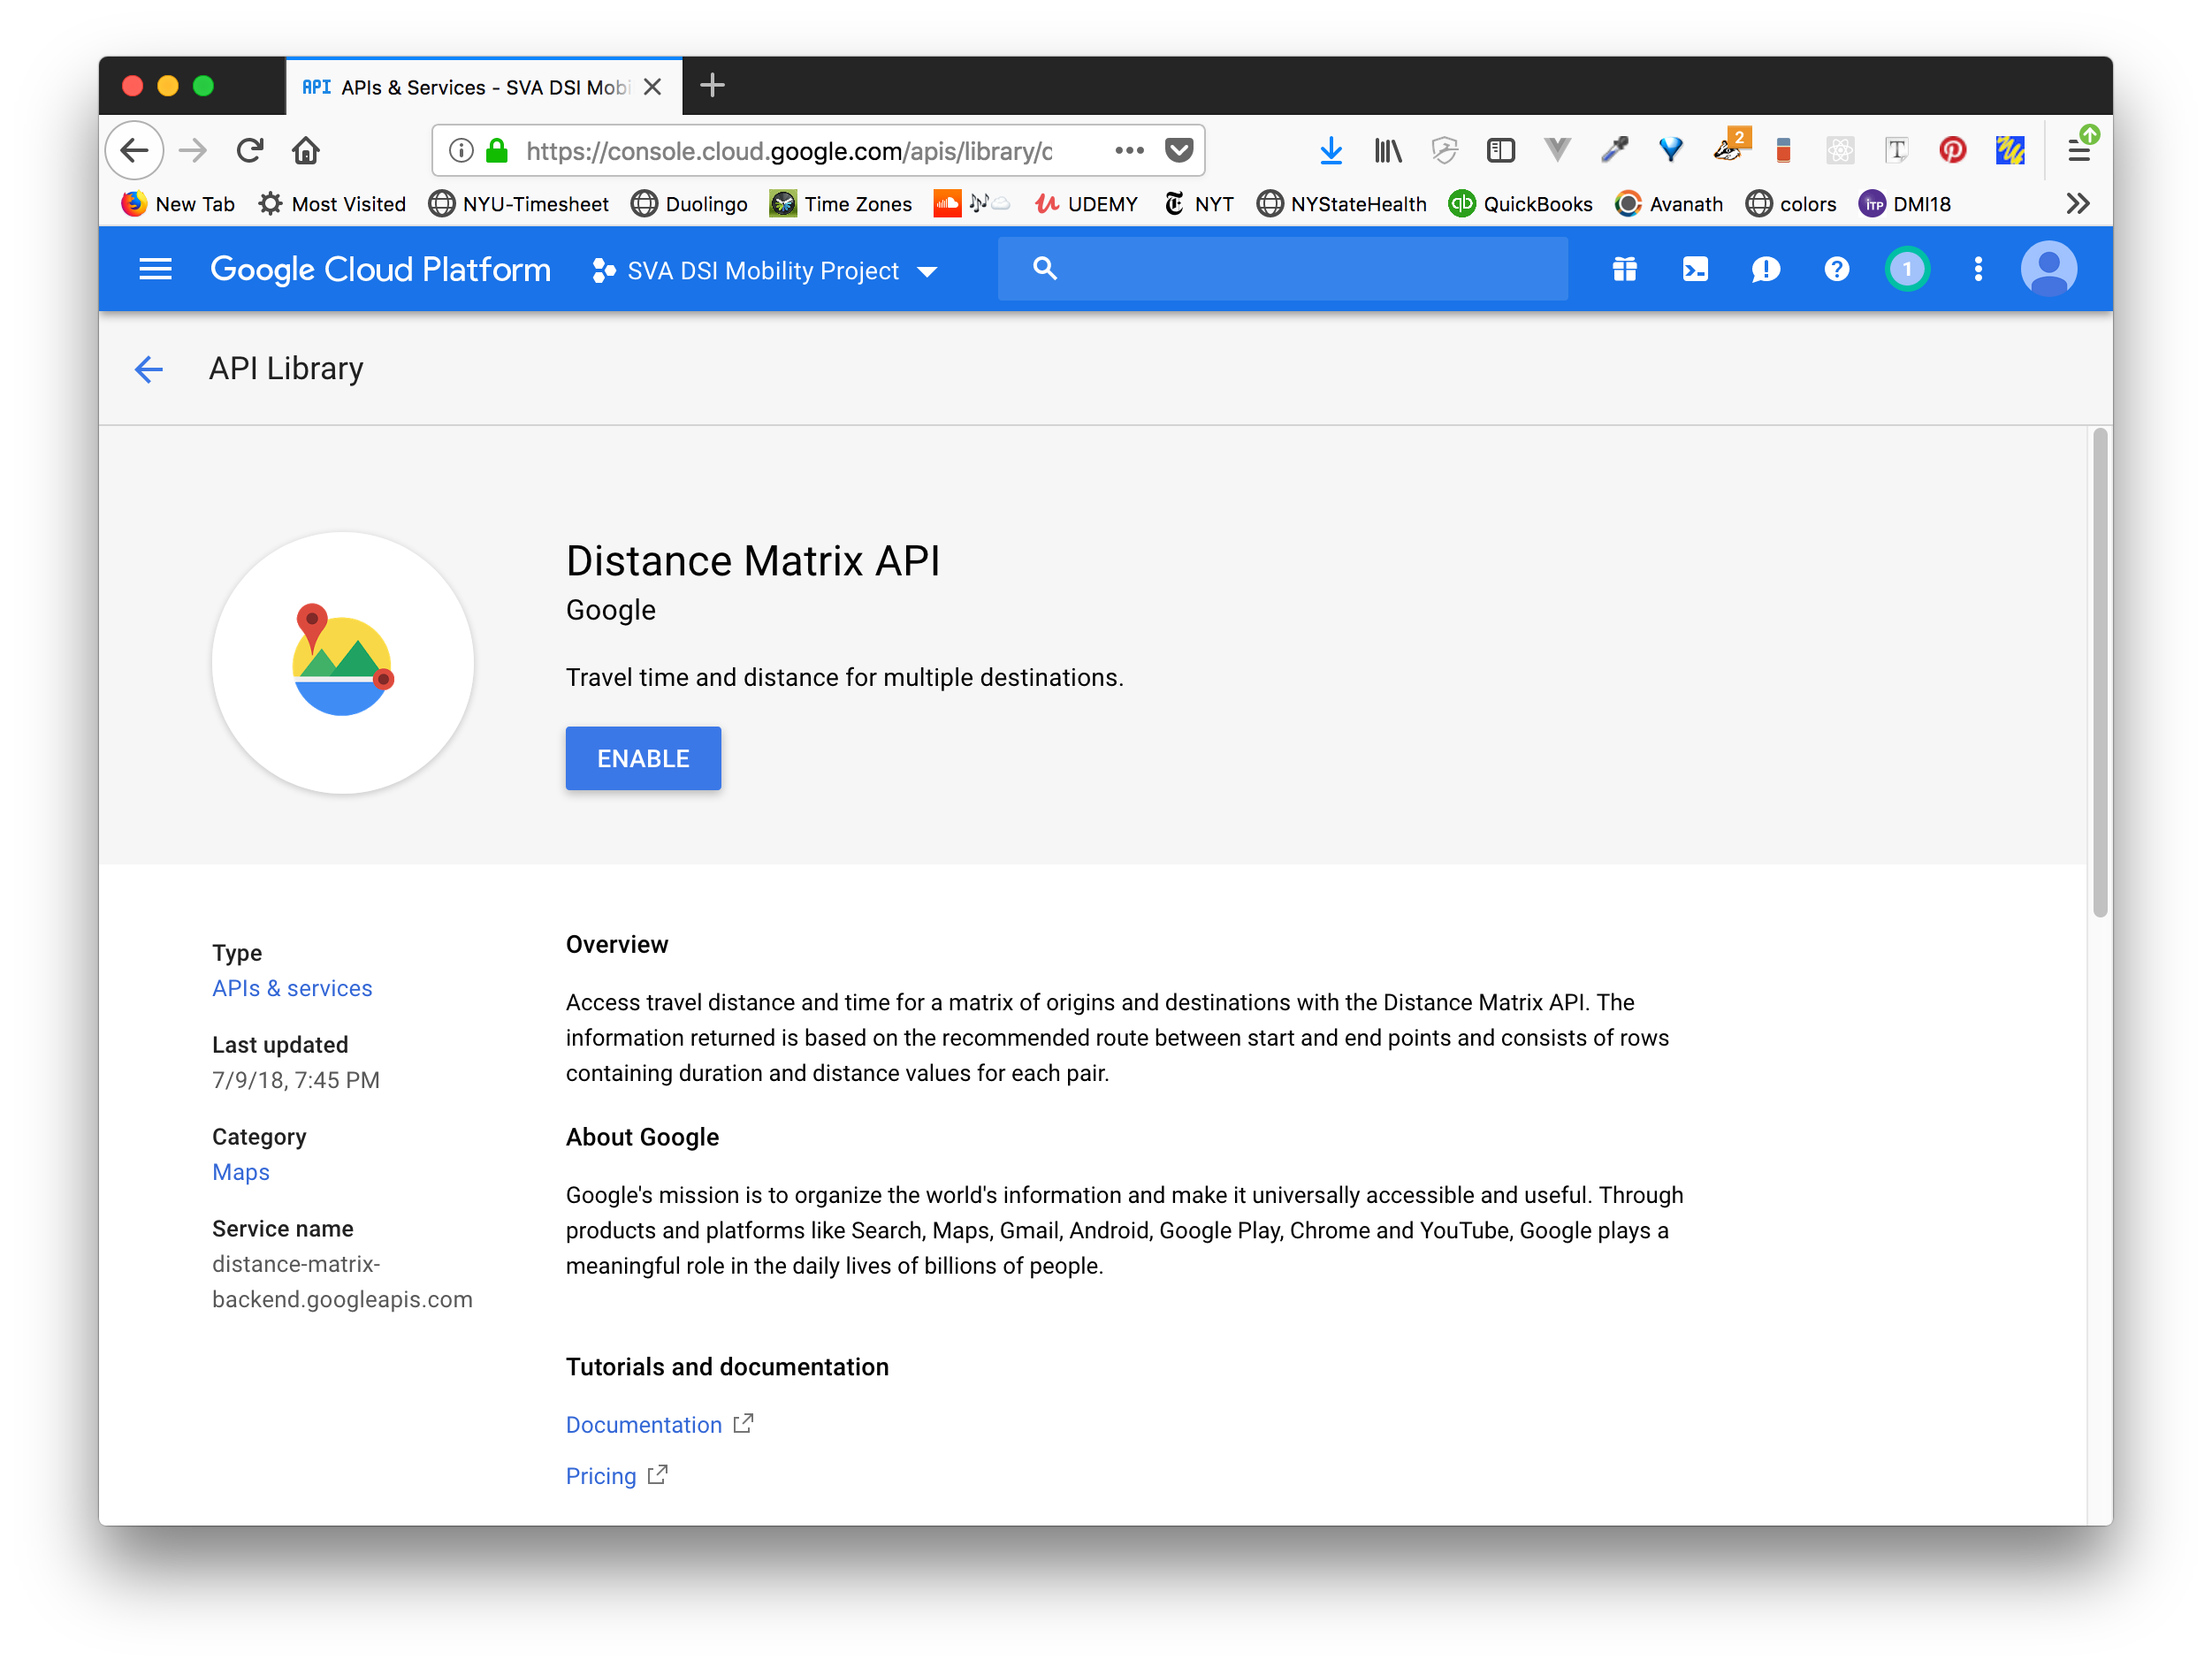 API APIs & Services - SVA DSI Mobi
https://console.cloud.google.com/apis/library/c
2
New Tab Most Visited NYU-Timesheet Duolingo Time Zones UDEMY NYT NYStateHealth QuickBooks Avanath colors DMI18
Google Cloud Platform SVA DSI Mobility Project 1
API Library
Distance Matrix API
Google
Travel time and distance for multiple destinations.
ENABLE
Type
APIs & services
Last updated
7/9/18, 7:45 PM
Category
Maps
Service name
distance-matrix-
backend.googleapis.com
Overview
Access travel distance and time for a matrix of origins and destinations with the Distance Matrix API. The
information returned is based on the recommended route between start and end points and consists of rows
containing duration and distance values for each pair.
About Google
Google's mission is to organize the world's information and make it universally accessible and useful. Through
products and platforms like Search, Maps, Gmail, Android, Google Play, Chrome and YouTube, Google plays a
meaningful role in the daily lives of billions of people.
Tutorials and documentation
Documentation
Pricing